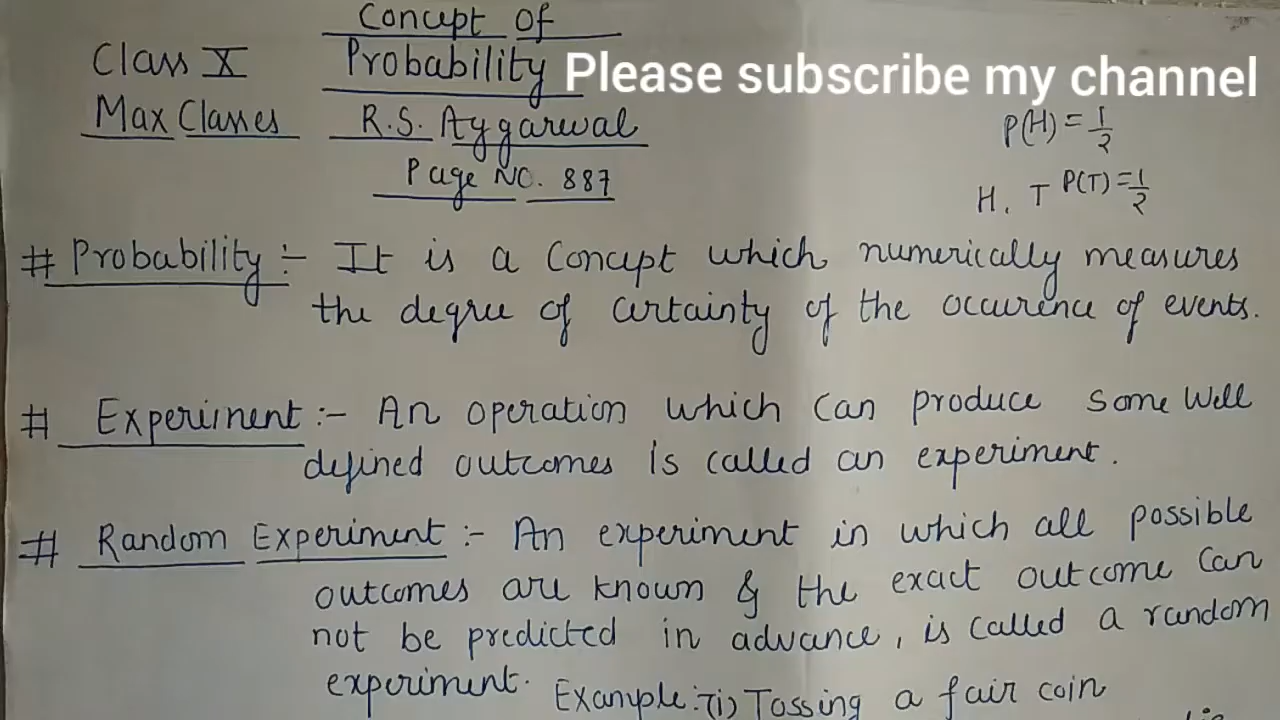 Concept of
Class X Probability Please subscribe my channel
Max Classes R.S. Aggarwal
Page No. 887
P(H) = 1/2
H, T P(T) = 1/2
# Probability :- It is a concept which numerically measures
the degree of certainty of the occurence of events.
# Experiment :- An operation which can produce some well
defined outcomes is called an experiment.
# Random Experiment :- An experiment in which all possible
outcomes are known & the exact outcome can
not be predicted in advance, is called a random
experiment. Example:- (i) Tossing a fair coin